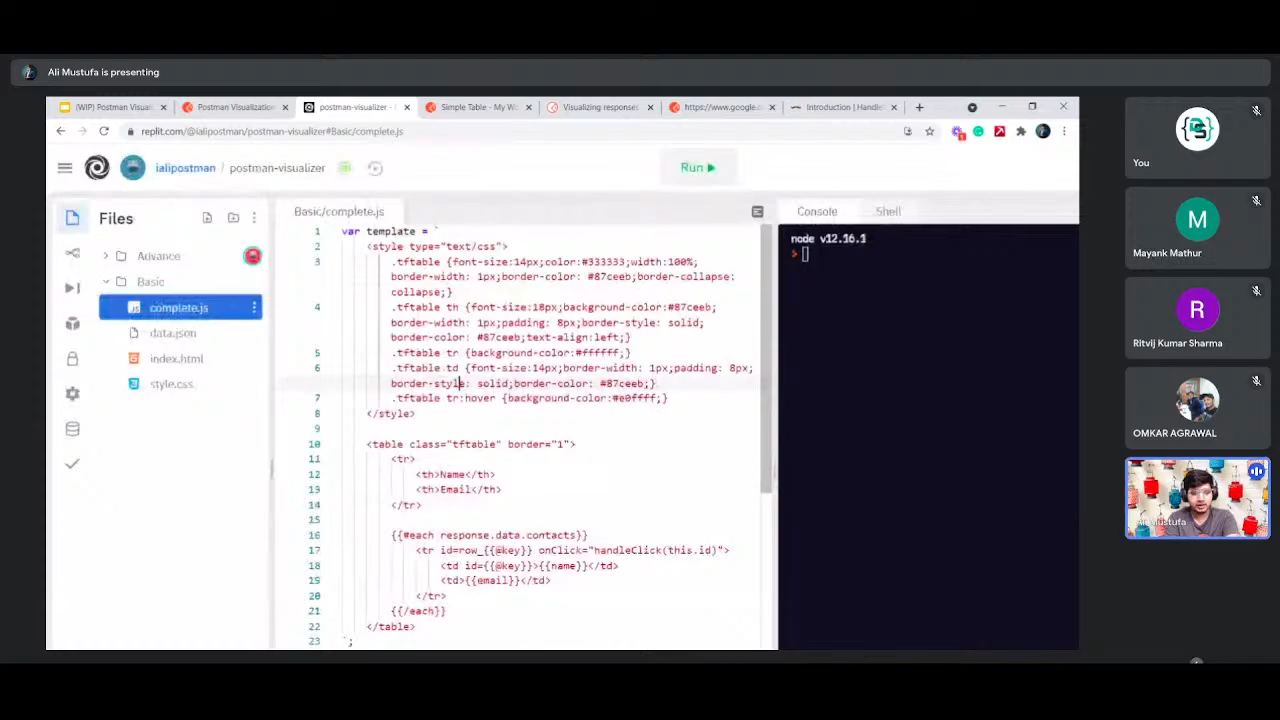 Ali Mustufa is presenting
(WIP) Postman Visual
Postman Visualization
postman-visualizer -
Simple Table - My Wo
Visualizing responses
https://www.google.c
Introduction | Handle
replit.com/@ialipostman/postman-visualizer#Basic/complete.js
ialipostman / postman-visualizer
Run
Files
Basic/complete.js
Console
Shell
Advance
Basic
complete.js
data.json
index.html
style.css
1 var template = `
2 <style type="text/css">
3 .tftable {font-size:14px;color:#333333;width:100%;
border-width: 1px;border-color: #87ceeb;border-collapse:
collapse;}
4 .tftable th {font-size:18px;background-color:#87ceeb;
border-width: 1px;padding: 8px;border-style: solid;
border-color: #87ceeb;text-align:left;}
5 .tftable tr {background-color:#ffffff;}
6 .tftable td {font-size:14px;border-width: 1px;padding: 8px;
border-style: solid;border-color: #87ceeb;}
7 .tftable tr:hover {background-color:#e0ffff;}
8 </style>
9
10 <table class="tftable" border="1">
11 <tr>
12 <th>Name</th>
13 <th>Email</th>
14 </tr>
15
16 {{#each response.data.contacts}}
17 <tr id=row_{{@key}} onClick="handleClick(this.id)">
18 <td id={{@key}}>{{name}}</td>
19 <td>{{email}}</td>
20 </tr>
21 {{/each}}
22 </table>
23 `;
node v12.16.1
>
You
Mayank Mathur
M
Ritvij Kumar Sharma
R
OMKAR AGRAWAL
Ali Mustufa